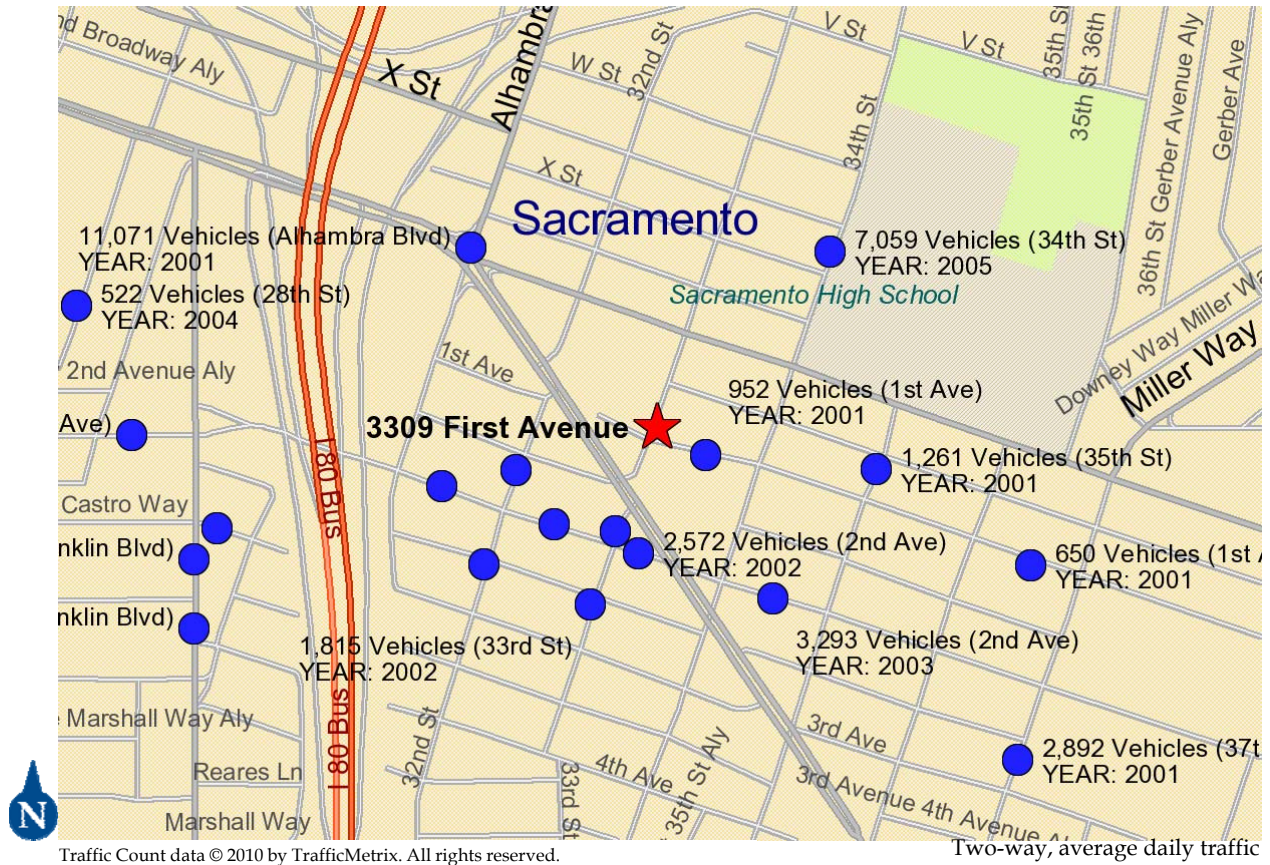 nd Broadway Aly
X St
Alhambra
W St
32nd St
V St
V St
35th St
36th
35th St
34th St
36th St Gerber Avenue Aly
Gerber Ave
X St
Sacramento
11,071 Vehicles (Alhambra Blvd)
YEAR: 2001
7,059 Vehicles (34th St)
YEAR: 2005
522 Vehicles (28th St)
YEAR: 2004
Sacramento High School
Downey Way Miller Wa
Miller Way
2nd Avenue Aly
1st Ave
952 Vehicles (1st Ave)
YEAR: 2001
Ave)
3309 First Avenue
1,261 Vehicles (35th St)
YEAR: 2001
I 80 Bus
Castro Way
nklin Blvd)
2,572 Vehicles (2nd Ave)
YEAR: 2002
650 Vehicles (1st A
YEAR: 2001
nklin Blvd)
1,815 Vehicles (33rd St)
YEAR: 2002
3,293 Vehicles (2nd Ave)
YEAR: 2003
e Marshall Way Aly
I 80 Bus
32nd St
3rd Ave
2,892 Vehicles (37t
YEAR: 2001
Reares Ln
33rd St
4th Ave
35th St Aly
3rd Avenue 4th Avenue Al
Marshall Way
N
Traffic Count data © 2010 by TrafficMetrix. All rights reserved.
Two-way, average daily traffic